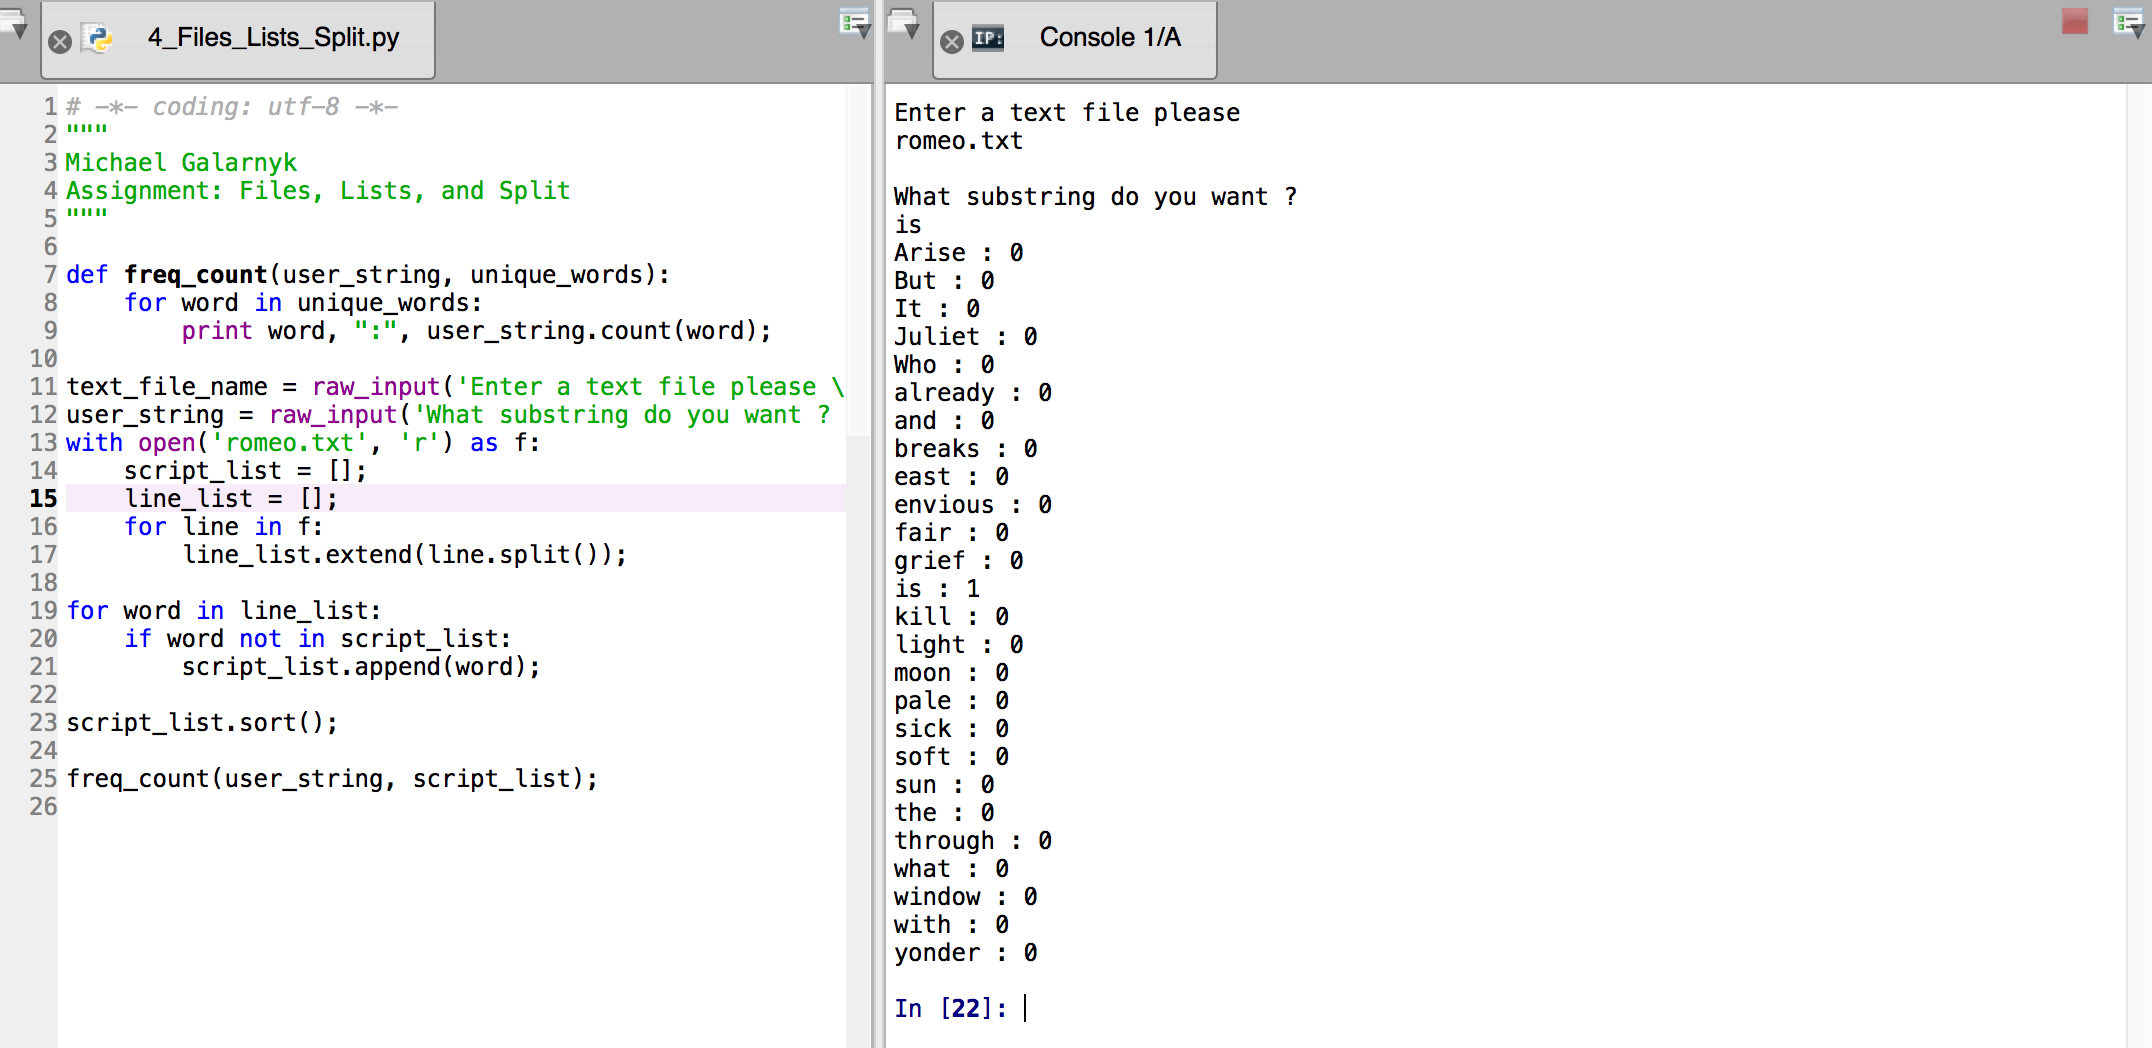 4_Files_Lists_Split.py
1 # -*- coding: utf-8 -*-
2 """
3 Michael Galarnyk
4 Assignment: Files, Lists, and Split
5 """
6
7 def freq_count(user_string, unique_words):
8     for word in unique_words:
9         print word, ":", user_string.count(word);
10
11 text_file_name = raw_input('Enter a text file please \
12 user_string = raw_input('What substring do you want ?
13 with open('romeo.txt', 'r') as f:
14     script_list = [];
15     line_list = [];
16     for line in f:
17         line_list.extend(line.split());
18
19 for word in line_list:
20     if word not in script_list:
21         script_list.append(word);
22
23 script_list.sort();
24
25 freq_count(user_string, script_list);
26
IP: Console 1/A
Enter a text file please
romeo.txt
What substring do you want ?
is
Arise : 0
But : 0
It : 0
Juliet : 0
Who : 0
already : 0
and : 0
breaks : 0
east : 0
envious : 0
fair : 0
grief : 0
is : 1
kill : 0
light : 0
moon : 0
pale : 0
sick : 0
soft : 0
sun : 0
the : 0
through : 0
what : 0
window : 0
with : 0
yonder : 0
In [22]: